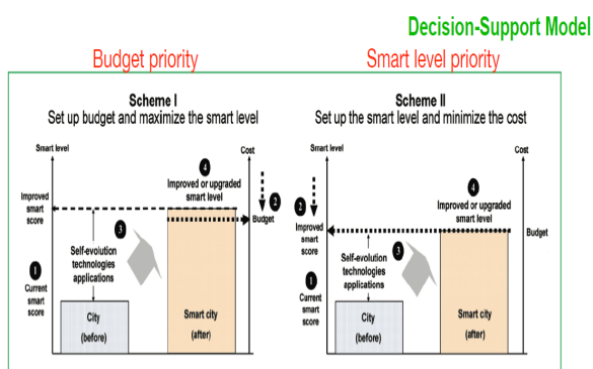 Decision-Support Model
Budget priority
Smart level priority
Scheme I
Set up budget and maximize the smart level
Smart level
Cost
4
Improved or upgraded
smart level
2
Improved
smart
score
Budget
3
Self-evolution
technologies
applications
1
Current
smart
score
City
(before)
Smart city
(after)
Scheme II
Set up the smart level and minimize the cost
Smart level
Cost
4
Improved or upgraded
smart level
2
Improved
smart
score
Budget
3
Self-evolution
technologies
applications
1
Current
smart
score
City
(before)
Smart city
(after)